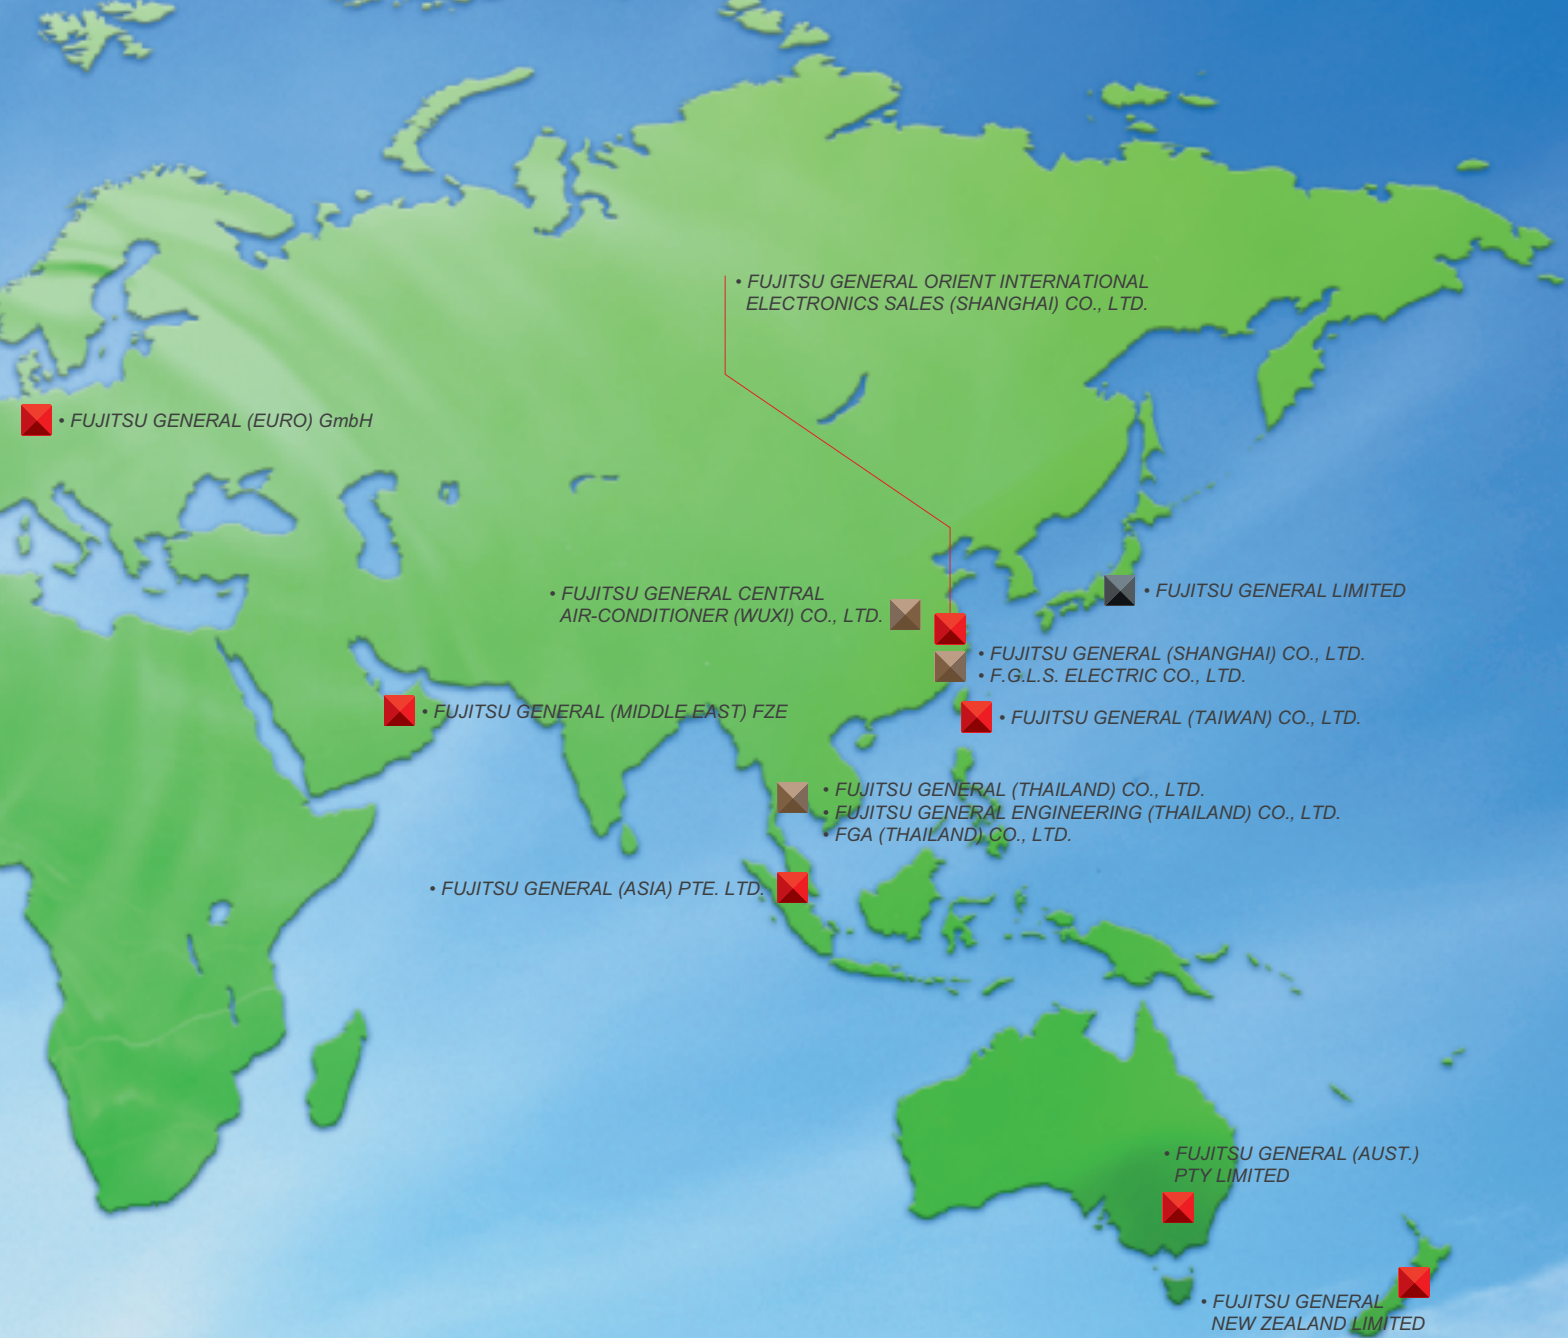 • FUJITSU GENERAL ORIENT INTERNATIONAL
ELECTRONICS SALES (SHANGHAI) CO., LTD.
• FUJITSU GENERAL (EURO) GmbH
• FUJITSU GENERAL CENTRAL
AIR-CONDITIONER (WUXI) CO., LTD.
• FUJITSU GENERAL LIMITED
• FUJITSU GENERAL (SHANGHAI) CO., LTD.
• F.G.L.S. ELECTRIC CO., LTD.
• FUJITSU GENERAL (MIDDLE EAST) FZE
• FUJITSU GENERAL (TAIWAN) CO., LTD.
• FUJITSU GENERAL (THAILAND) CO., LTD.
• FUJITSU GENERAL ENGINEERING (THAILAND) CO., LTD.
• FGA (THAILAND) CO., LTD.
• FUJITSU GENERAL (ASIA) PTE. LTD.
• FUJITSU GENERAL (AUST.)
PTY LIMITED
• FUJITSU GENERAL
NEW ZEALAND LIMITED